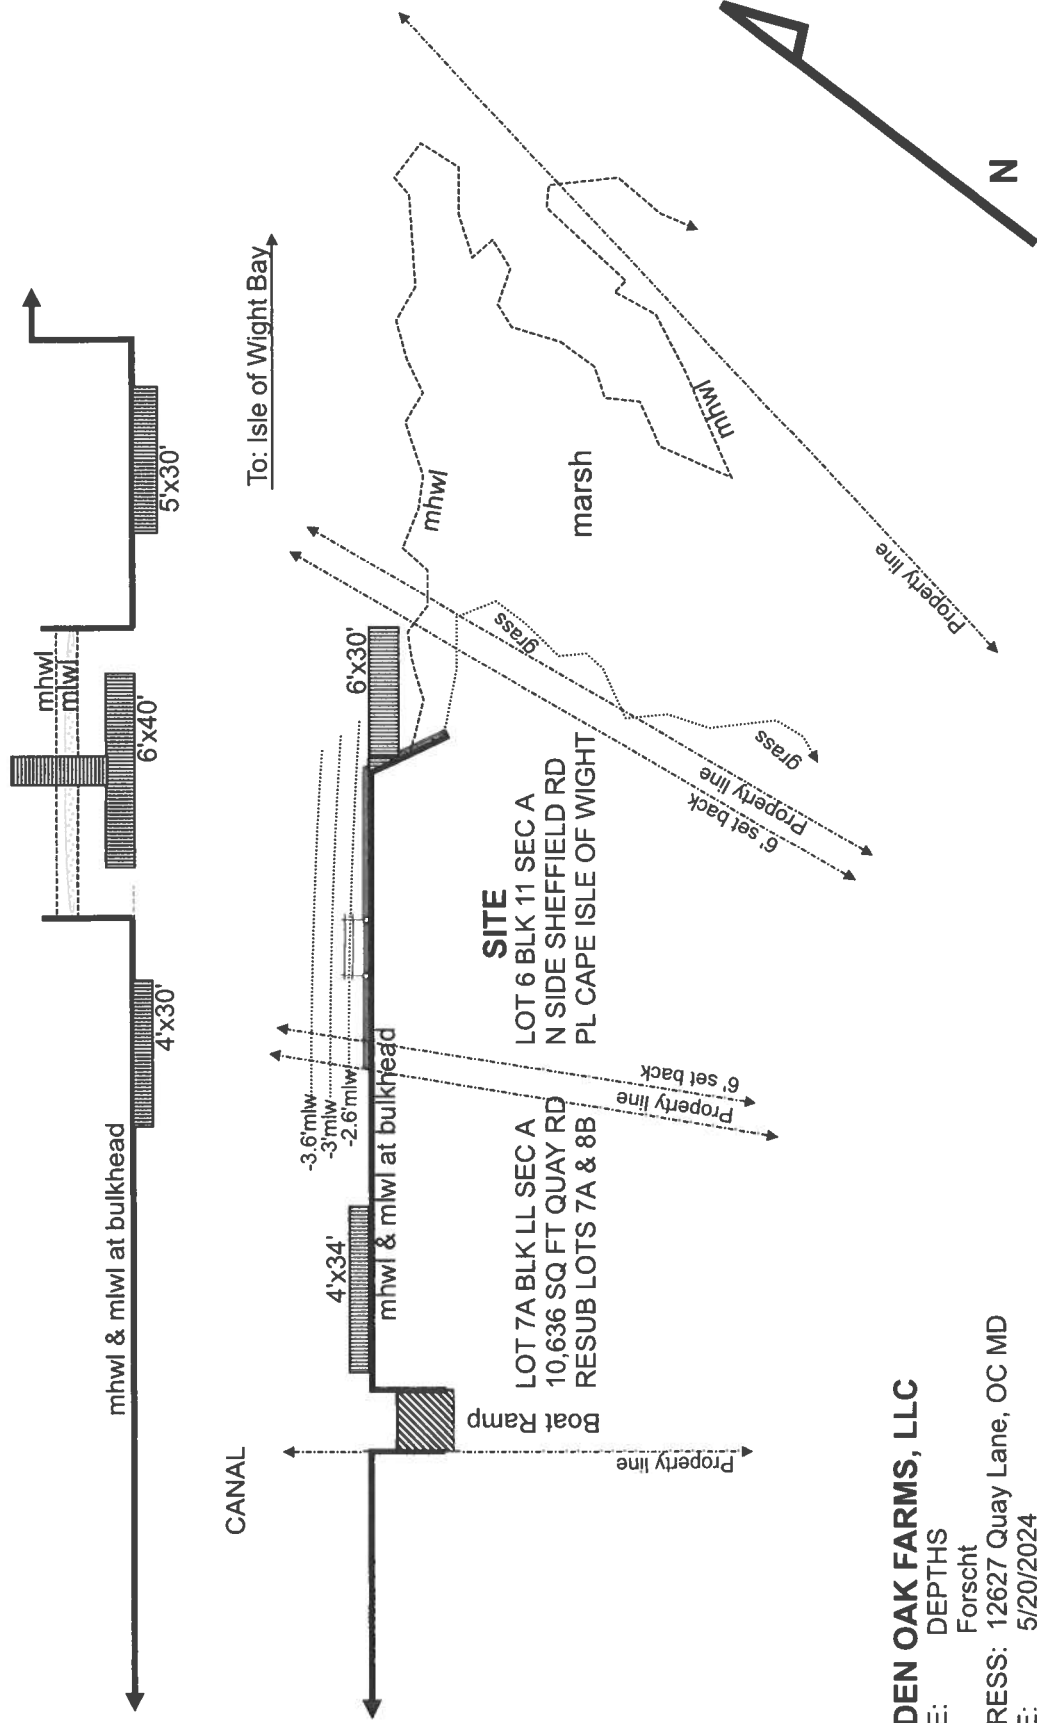 mhwl & mlwl at bulkhead
4'x30'
6'x40'
mhwl
mlwl
5'x30'
CANAL
To: Isle of Wight Bay
-3.6'mlw
-3'mlw
-2.6'mlw
4'x34'
mhwl & mlwl at bulkhead
6'x30'
mhwl
marsh
mhwl
grass
grass
Property line
6' set back
Property line
Property line
6' set back
Property line
Boat Ramp
SITE
LOT 7A BLK LL SEC A
10,636 SQ FT QUAY RD
RESUB LOTS 7A & 8B
LOT 6 BLK 11 SEC A
N SIDE SHEFFIELD RD
PL CAPE ISLE OF WIGHT
N
DEN OAK FARMS, LLC
E: DEPTHS
Forscht
RESS: 12627 Quay Lane, OC MD
E: 5/20/2024